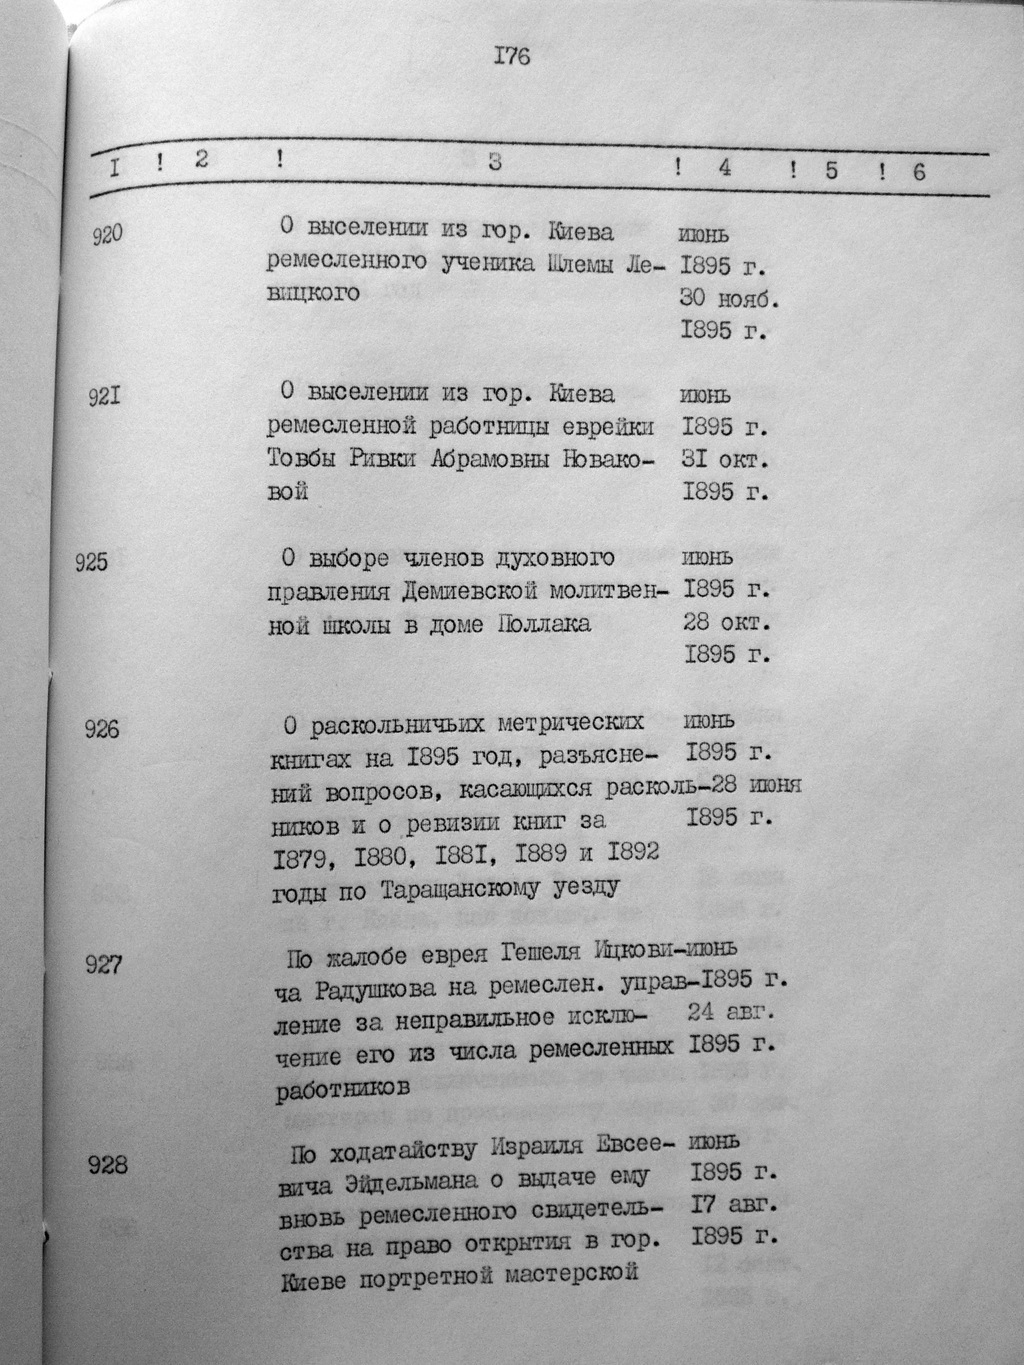 I76
I ! 2 ! 3 ! 4 ! 5 ! 6
920 О выселении из гор. Киева июнь
ремесленного ученика Шлемы Ле- I895 г.
вицкого 30 нояб.
I895 г.
92I О выселении из гор. Киева июнь
ремесленной работницы еврейки I895 г.
Товбы Ривки Абрамовны Новако- 3I окт.
вой I895 г.
925 О выборе членов духовного июнь
правления Демиевской молитвен- I895 г.
ной школы в доме Поллака 28 окт.
I895 г.
926 О раскольничьих метрических июнь
книгах на I895 год, разъясне- I895 г.
ний вопросов, касающихся расколь-28 июня
ников и о ревизии книг за I895 г.
I879, I880, I88I, I889 и I892
годы по Таращанскому уезду
927 По жалобе еврея Гешеля Ицкови-июнь
ча Радушкова на ремеслен. управ-I895 г.
ление за неправильное исклю- 24 авг.
чение его из числа ремесленных I895 г.
работников
928 По ходатайству Израиля Евсее- июнь
вича Эйдельмана о выдаче ему I895 г.
вновь ремесленного свидетель- I7 авг.
ства на право открытия в гор. I895 г.
Киеве портретной мастерской